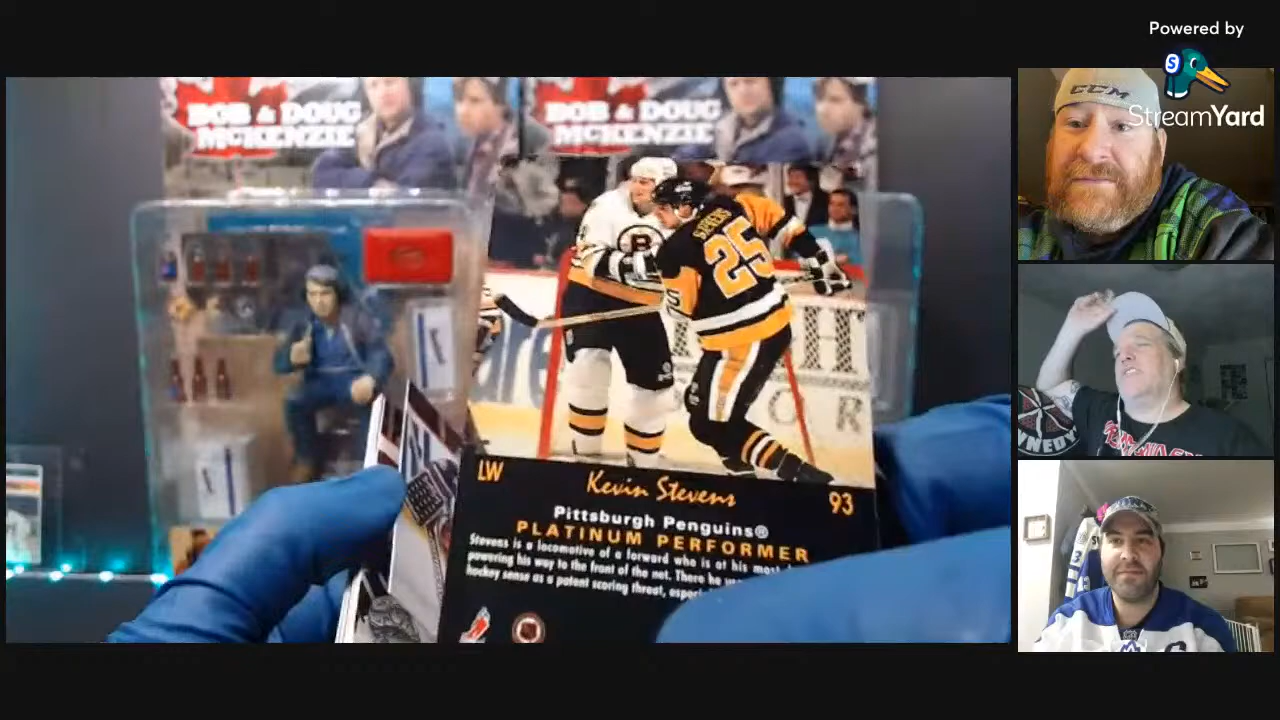 Powered by
StreamYard
BOB & DOUG
MCKENZIE
BOB & DOUG
MCKENZIE
CCM
STEVENS
25
B
LW
Kevin Stevens
93
Pittsburgh Penguins®
PLATINUM PERFORMER
Stevens is a locomotive of a forward who is at his most
powering his way to the front of the net. There he
hockey sense as a potent scoring threat,